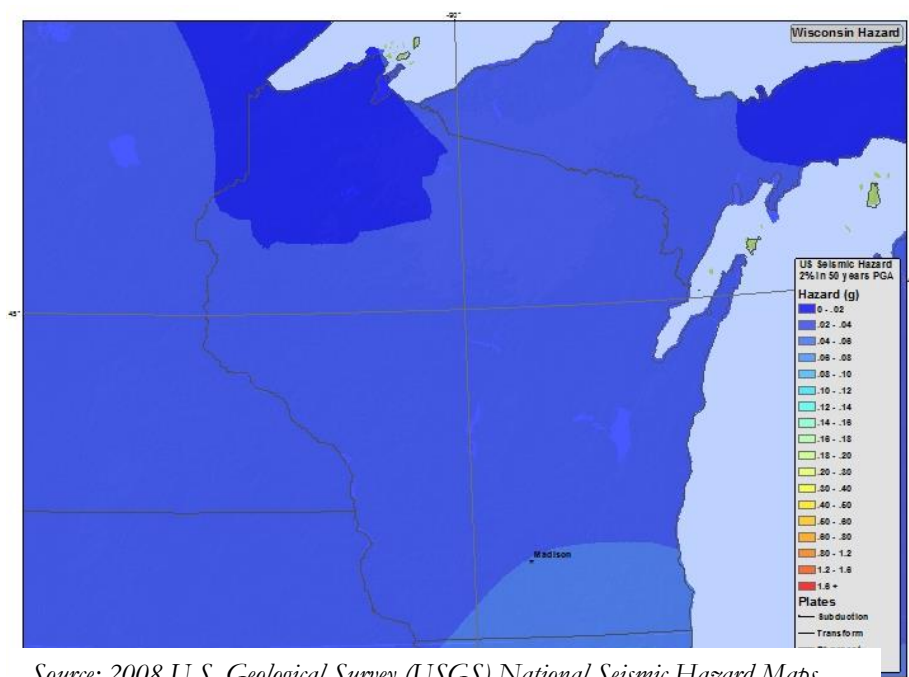 -90°
Wisconsin Hazard
45°
US Seismic Hazard
2% in 50 years PGA
Hazard (g)
0 - .02
.02 - .04
.04 - .06
.06 - .08
.08 - .10
.10 - .12
.12 - .14
.14 - .16
.16 - .18
.18 - .20
.20 - .30
.30 - .40
.40 - .50
.50 - .60
.60 - .80
.80 - 1.2
1.2 - 1.6
1.6 +
Plates
Subduction
Transform
Madison
Source: 2008 U.S. Geological Survey (USGS) National Seismic Hazard Maps